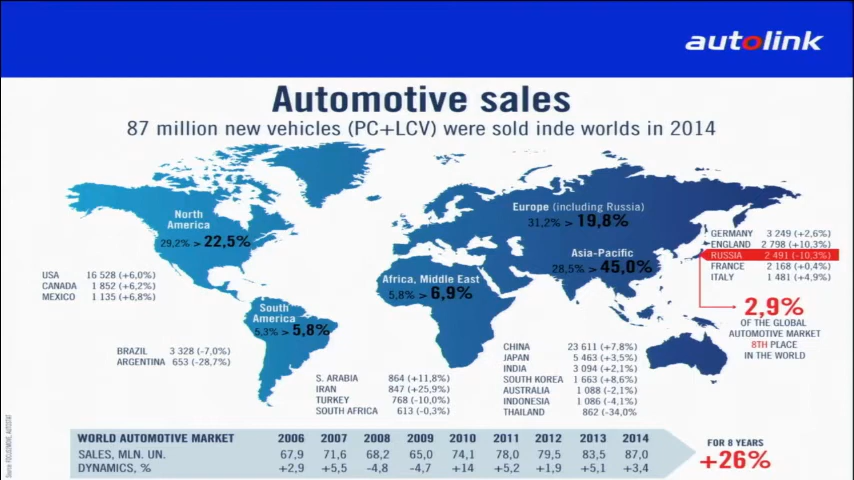 autolink
Automotive sales
87 million new vehicles (PC+LCV) were sold inde worlds in 2014
North
America
29,2% > 22,5%
Europe (including Russia)
31,2% > 19,8%
Asia-Pacific
28,5% > 45,0%
Africa, Middle East
5,8% > 6,9%
South
America
5,3% > 5,8%
USA 16 528 (+6,0%)
CANADA 1 852 (+6,2%)
MEXICO 1 135 (+6,8%)
GERMANY 3 249 (+2,6%)
ENGLAND 2 798 (+10,3%)
RUSSIA 2 491 (-10,3%)
FRANCE 2 168 (+0,4%)
ITALY 1 481 (+4,9%)
2,9%
OF THE GLOBAL
AUTOMOTIVE MARKET
8TH PLACE
IN THE WORLD
BRAZIL 3 328 (-7,0%)
ARGENTINA 653 (-28,7%)
S. ARABIA 864 (+11,8%)
IRAN 847 (+25,9%)
TURKEY 768 (-10,0%)
SOUTH AFRICA 613 (-0,3%)
CHINA 23 611 (+7,8%)
JAPAN 5 463 (+3,5%)
INDIA 3 094 (+2,1%)
SOUTH KOREA 1 663 (+8,6%)
AUSTRALIA 1 088 (-2,1%)
INDONESIA 1 086 (-4,1%)
THAILAND 862 (-34,0%)
WORLD AUTOMOTIVE MARKET 2006 2007 2008 2009 2010 2011 2012 2013 2014
SALES, MLN. UN. 67,9 71,6 68,2 65,0 74,1 78,0 79,5 83,5 87,0
DYNAMICS, % +2,9 +5,5 -4,8 -4,7 +14 +5,2 +1,9 +5,1 +3,4
FOR 8 YEARS
+26%